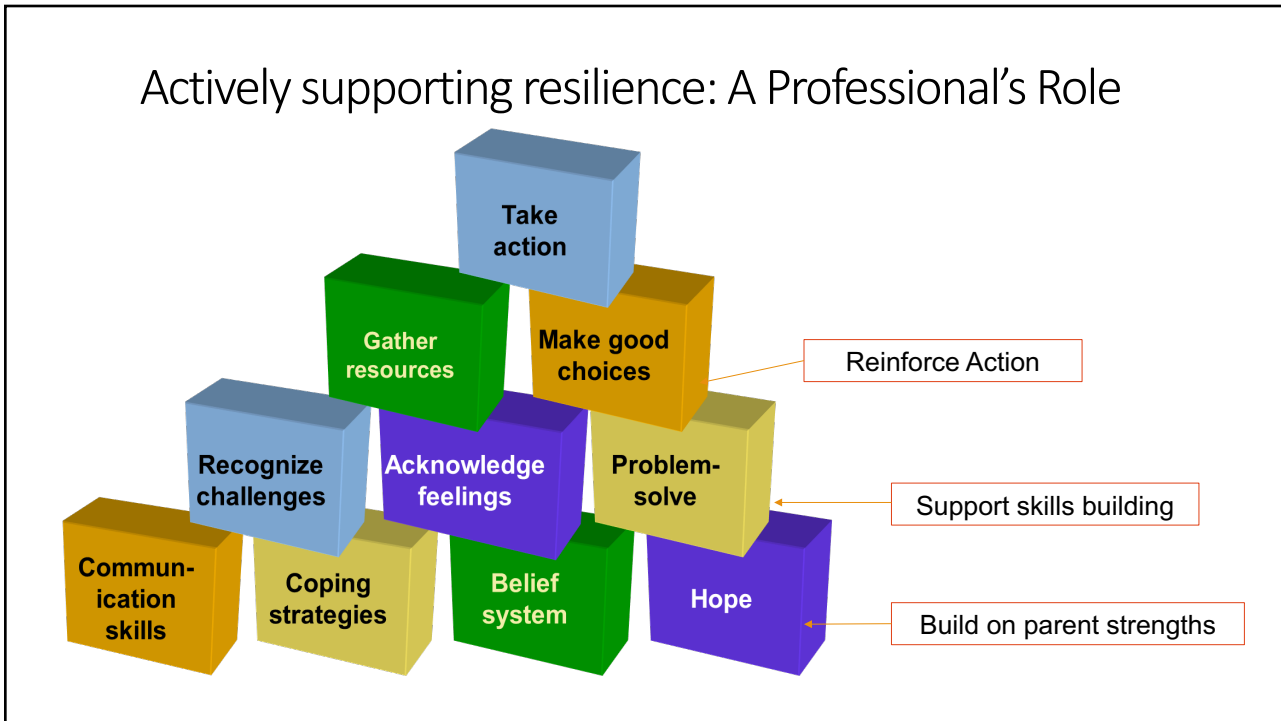 Actively supporting resilience: A Professional’s Role
Take
action
Gather
resources
Make good
choices
Reinforce Action
Recognize
challenges
Acknowledge
feelings
Problem-
solve
Support skills building
Commun-
ication
skills
Coping
strategies
Belief
system
Hope
Build on parent strengths